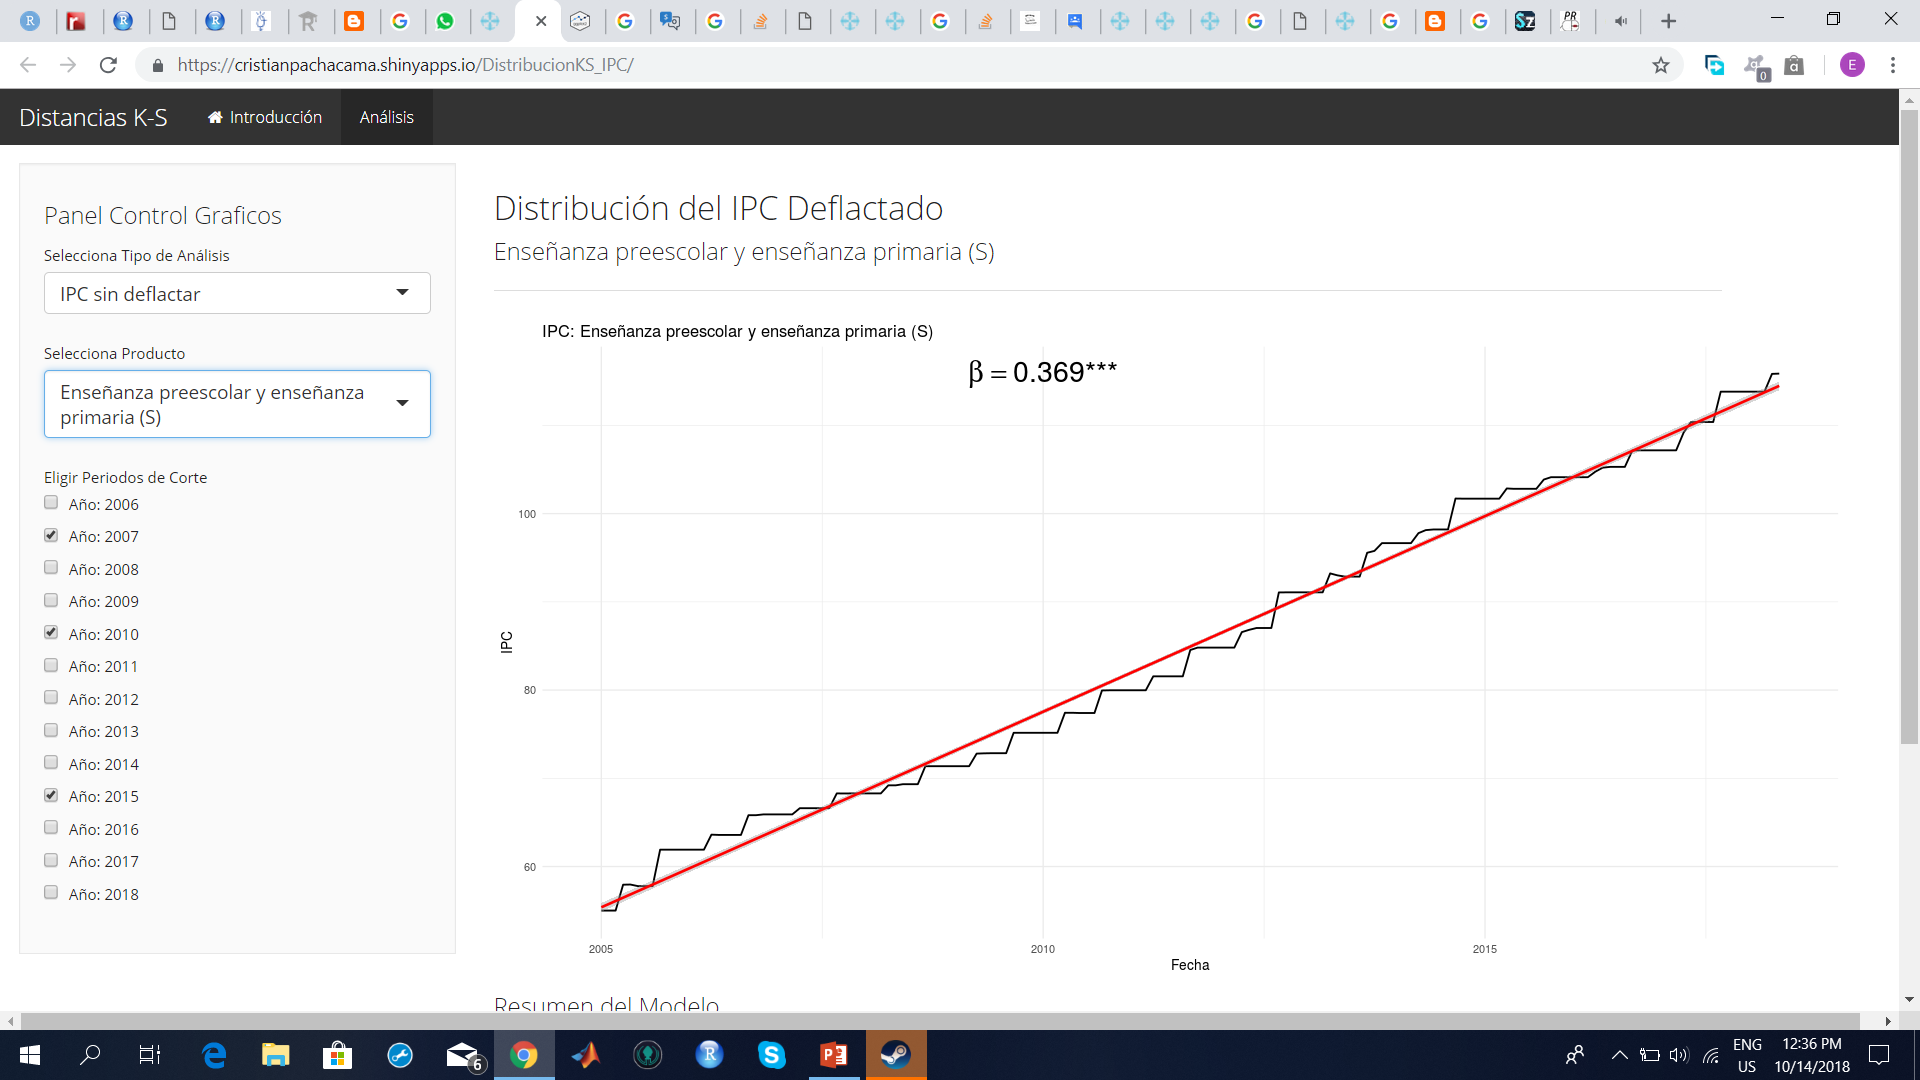 https://cristianpachacama.shinyapps.io/DistribucionKS_IPC/
0
E
Distancias K-S
Introducción
Análisis
Panel Control Graficos
Selecciona Tipo de Análisis
IPC sin deflactar
Selecciona Producto
Enseñanza preescolar y enseñanza
primaria (S)
Eligir Periodos de Corte
Año: 2006
Año: 2007
Año: 2008
Año: 2009
Año: 2010
Año: 2011
Año: 2012
Año: 2013
Año: 2014
Año: 2015
Año: 2016
Año: 2017
Año: 2018
Distribución del IPC Deflactado
Enseñanza preescolar y enseñanza primaria (S)
IPC: Enseñanza preescolar y enseñanza primaria (S)
β = 0.369***
100
80
60
IPC
2005
2010
2015
Fecha
Resumen del Modelo
6
ENG
US
12:36 PM
10/14/2018